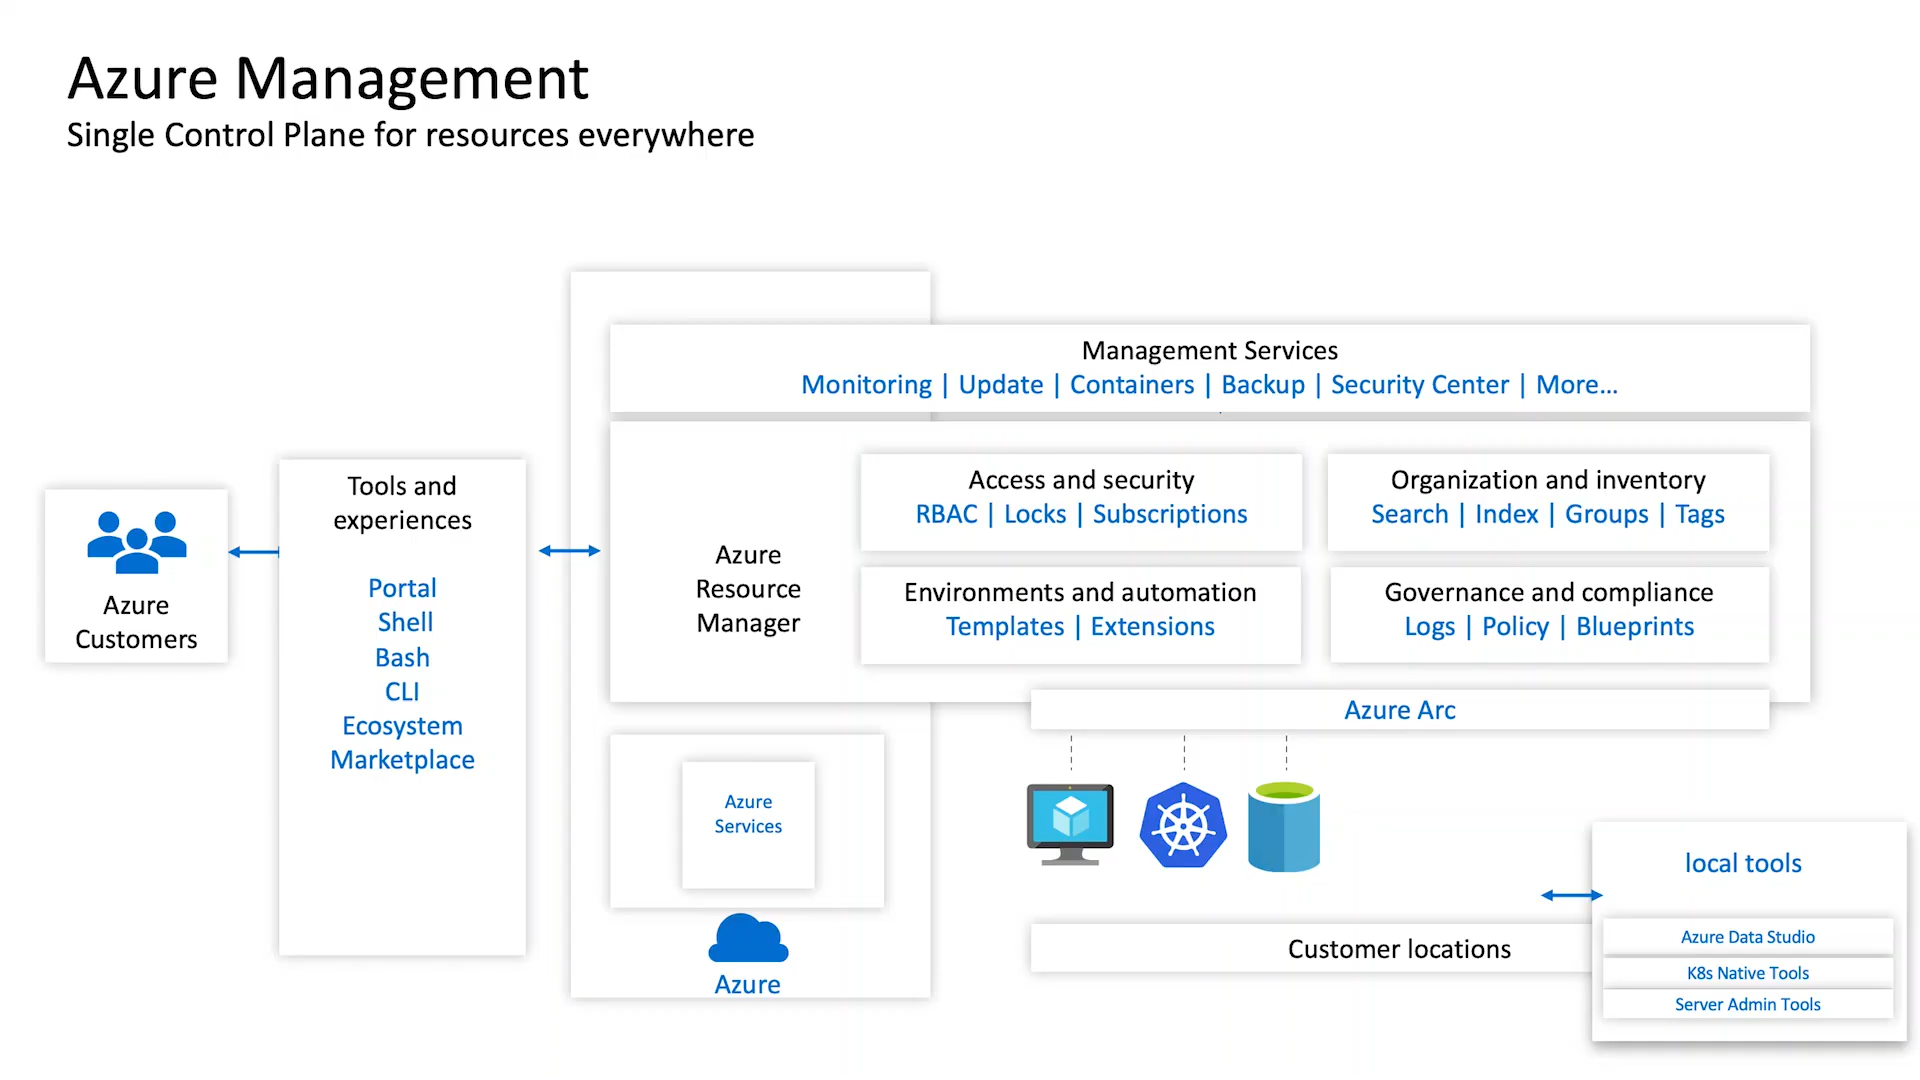 Azure Management
Single Control Plane for resources everywhere
Management Services
Monitoring | Update | Containers | Backup | Security Center | More...
Azure
Customers
Tools and
experiences
Portal
Shell
Bash
CLI
Ecosystem
Marketplace
Azure
Resource
Manager
Access and security
RBAC | Locks | Subscriptions
Organization and inventory
Search | Index | Groups | Tags
Environments and automation
Templates | Extensions
Governance and compliance
Logs | Policy | Blueprints
Azure Arc
Azure
Services
Azure
Customer locations
local tools
Azure Data Studio
K8s Native Tools
Server Admin Tools